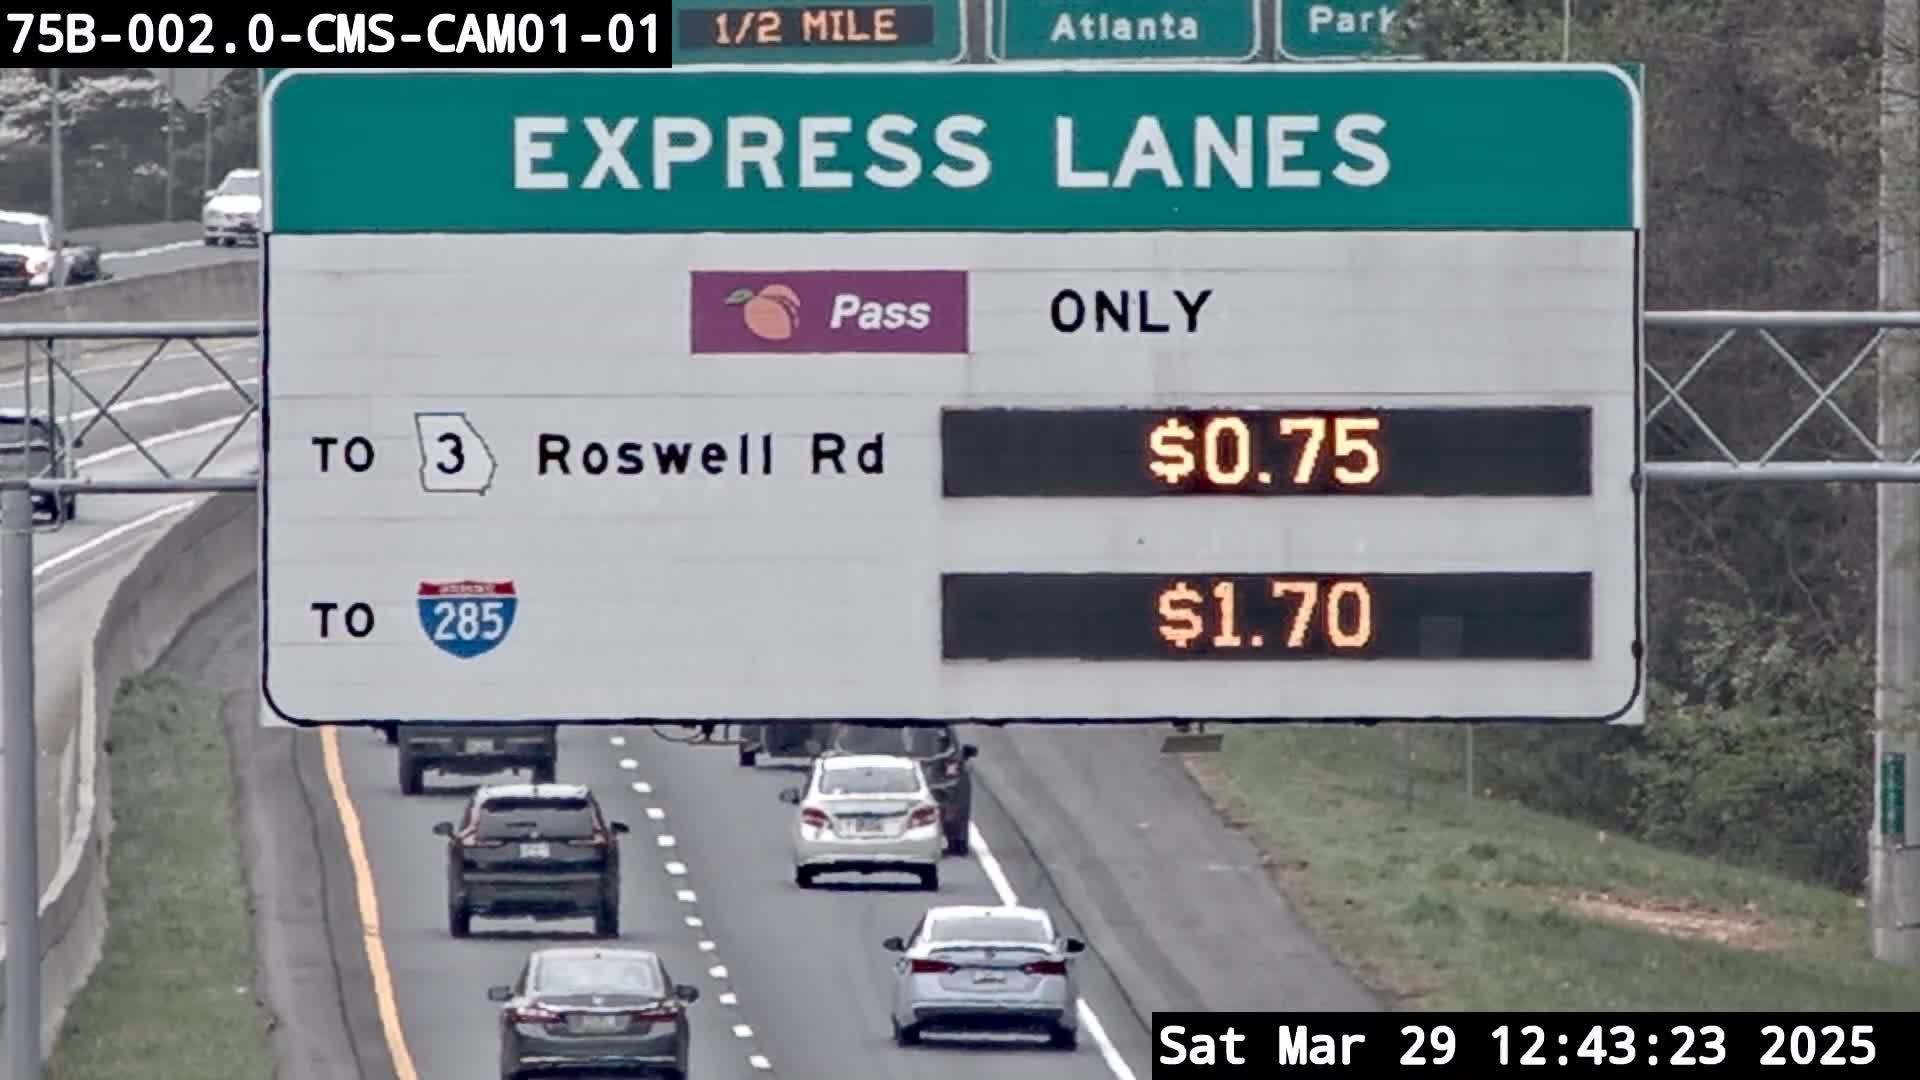 75B-002.0-CMS-CAM01-01
1/2 MILE
Atlanta
Park
EXPRESS LANES
Pass ONLY
TO 3 Roswell Rd $0.75
TO 285 $1.70
Sat Mar 29 12:43:23 2025